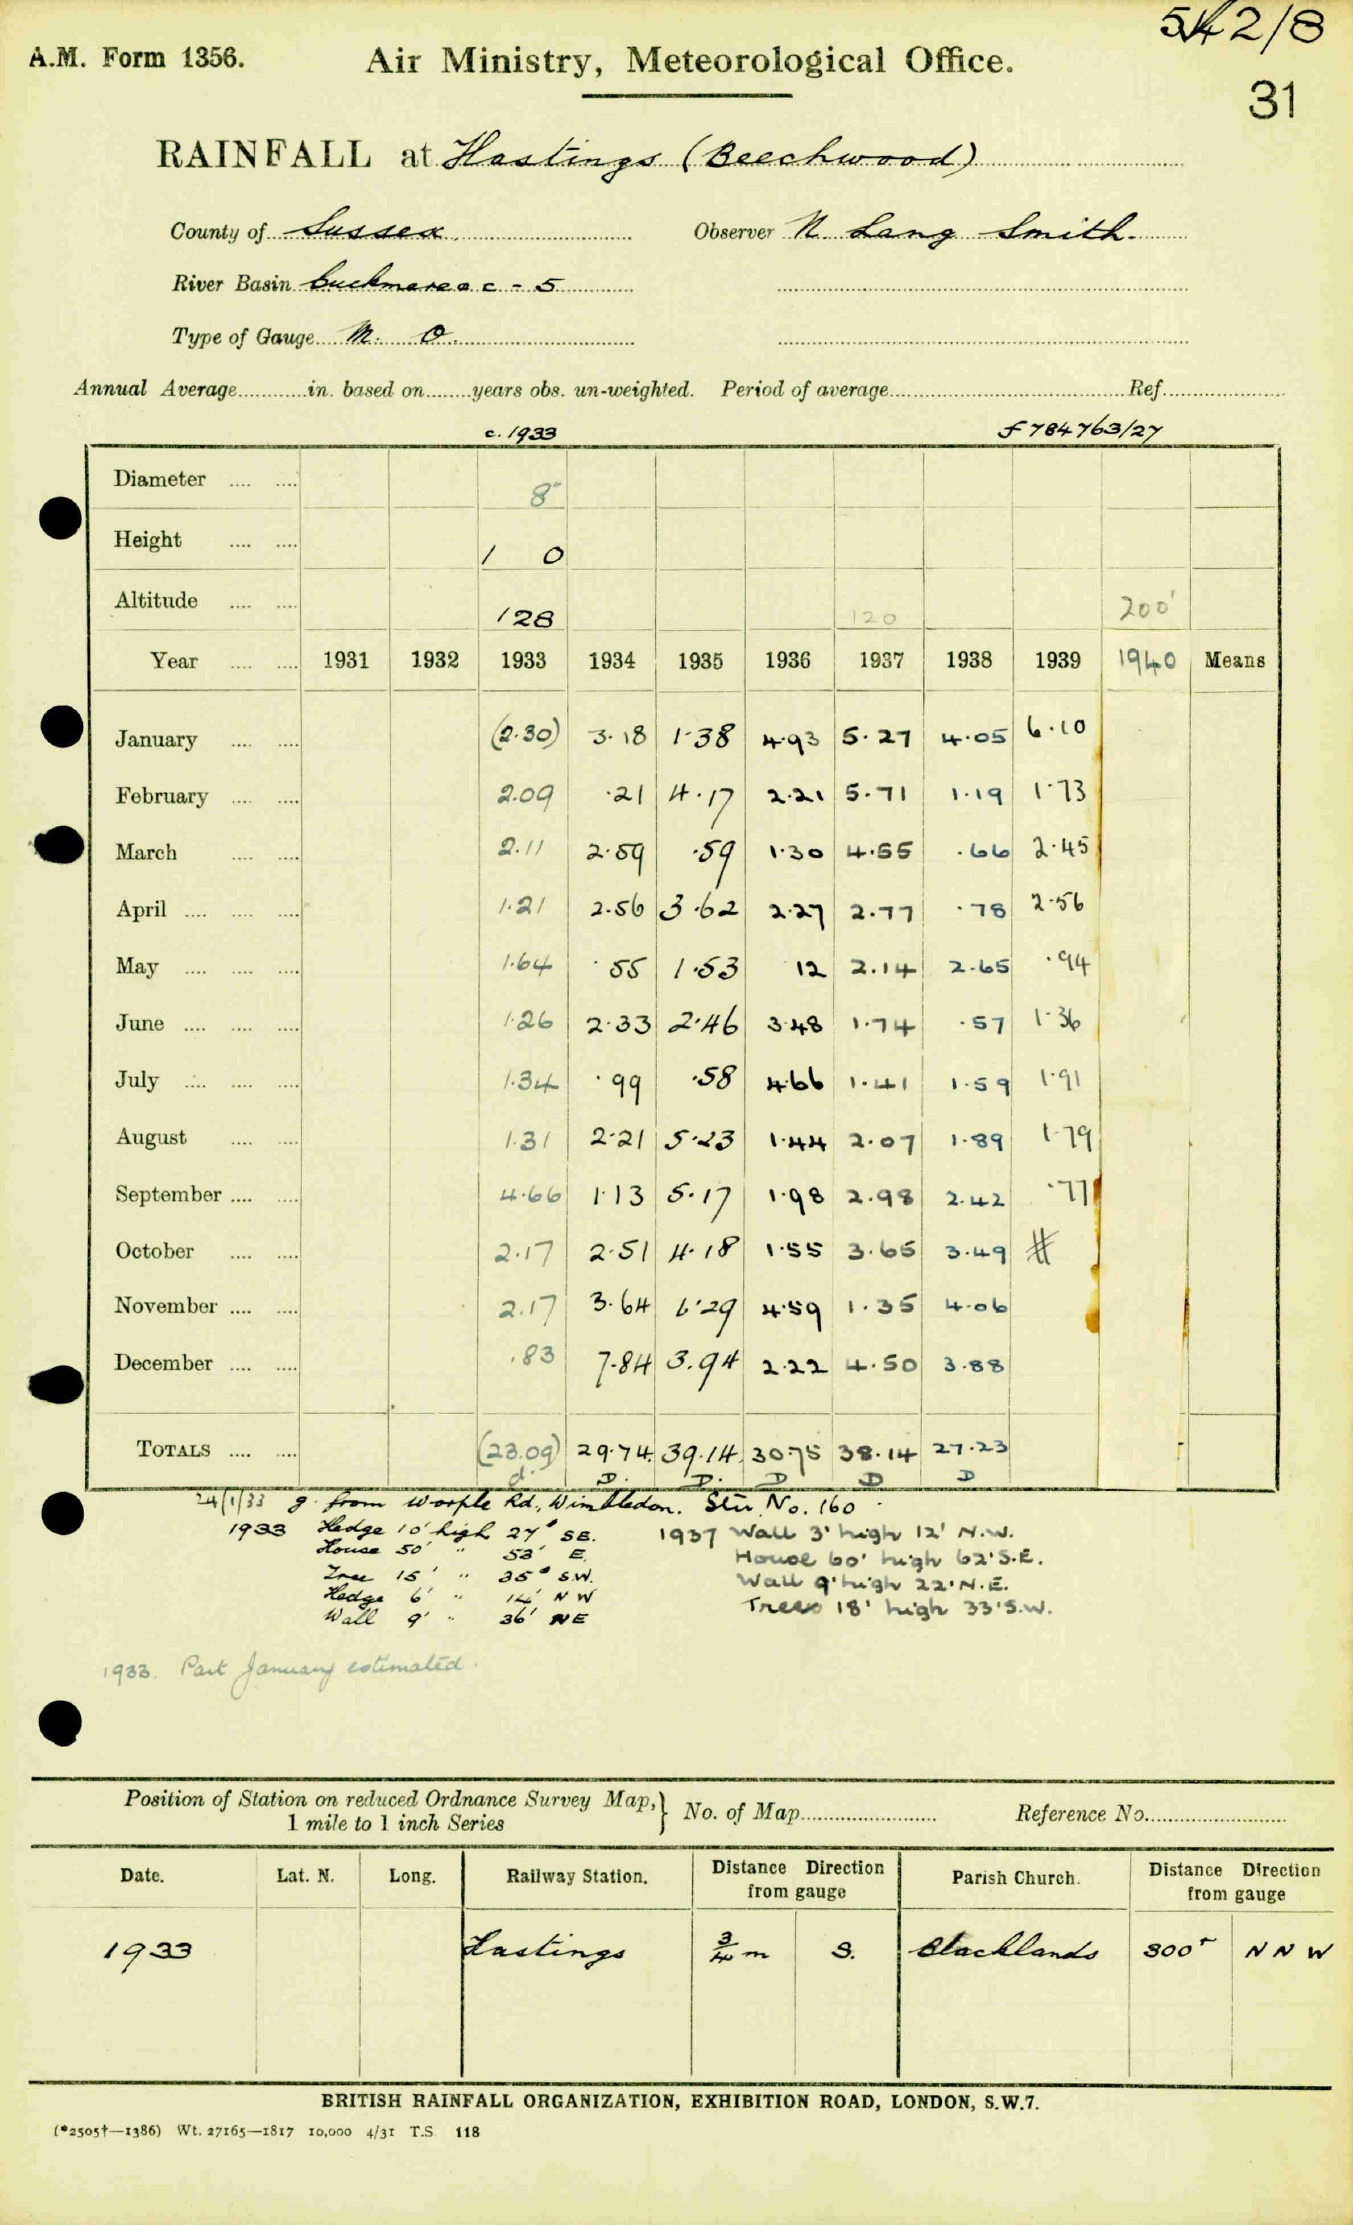 542/8
A.M. Form 1356. Air Ministry, Meteorological Office.
31
RAINFALL at Hastings (Beechwood)
County of Sussex. Observer N. Lang Smith.
River Basin - 5
Type of Gauge M. O.
Annual Average in. based on years obs. un-weighted. Period of average Ref.
c. 1933 f 784763/27
Diameter 8"
Height 1 0
Altitude 128 120 200'
Year 1931 1932 1933 1934 1935 1936 1937 1938 1939 1940 Means
January (2.30) 3.18 1.38 4.93 5.27 4.05 6.10
February 2.09 .21 4.17 2.21 5.71 1.19 1.73
March 2.11 2.59 .59 1.30 4.55 .66 2.45
April 1.21 2.56 3.62 2.27 2.77 .78 2.56
May 1.64 .55 1.53 12 2.14 2.65 .94
June 1.26 2.33 2.46 3.48 1.74 .57 1.36
July 1.34 .99 .58 4.66 1.41 1.59 1.91
August 1.31 2.21 5.23 1.44 2.07 1.89 1.79
September 4.66 1.13 5.17 1.98 2.98 2.42 .77
October 2.17 2.51 4.18 1.55 3.65 3.49 #
November 2.17 3.64 6.29 4.59 1.35 4.06
December .83 7.84 3.94 2.22 4.50 3.88
TOTALS (23.09) 29.74 39.14 30.75 38.14 27.23
d. D. D. D D D
24/1/33 g. from Worple Rd., Wimbledon. Stn. No. 160
1933 Hedge 10' high 27' SE. 1937 Wall 3' high 12' N.W.
House 50' " 53' E. House 60' high 62' S.E.
Tree 15' " 35' S.W. Wall 9' high 22' N.E.
Hedge 6' " 14' N W Trees 18' high 33' S.W.
Wall 9' " 36' NE
1933. Part January estimated.
Position of Station on reduced Ordnance Survey Map, } No. of Map Reference No.
1 mile to 1 inch Series
Date. Lat. N. Long. Railway Station. Distance Direction from gauge Parish Church. Distance Direction from gauge
1933 Hastings 3/4 m S. Blacklands 300 N N W
BRITISH RAINFALL ORGANIZATION, EXHIBITION ROAD, LONDON, S.W.7.
(*2505†—1386) Wt. 27165—1817 10,000 4/31 T.S. 118